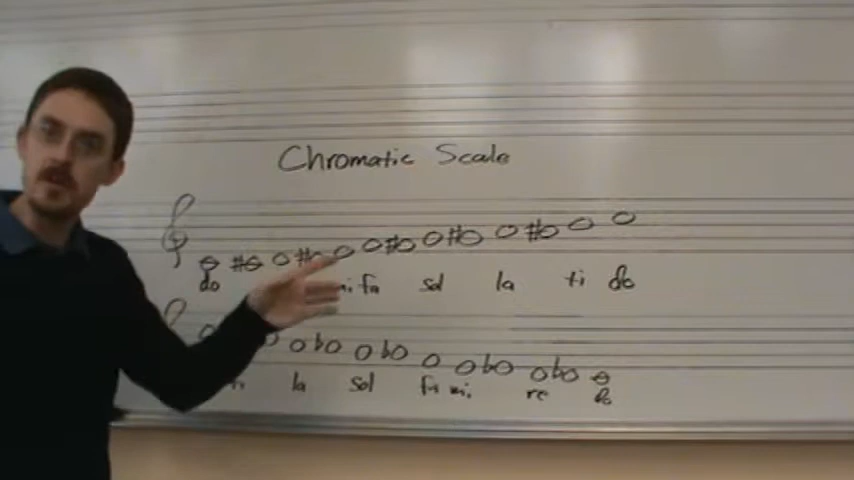 Chromatic Scale
do fa sol la ti do
la sol fa mi re do